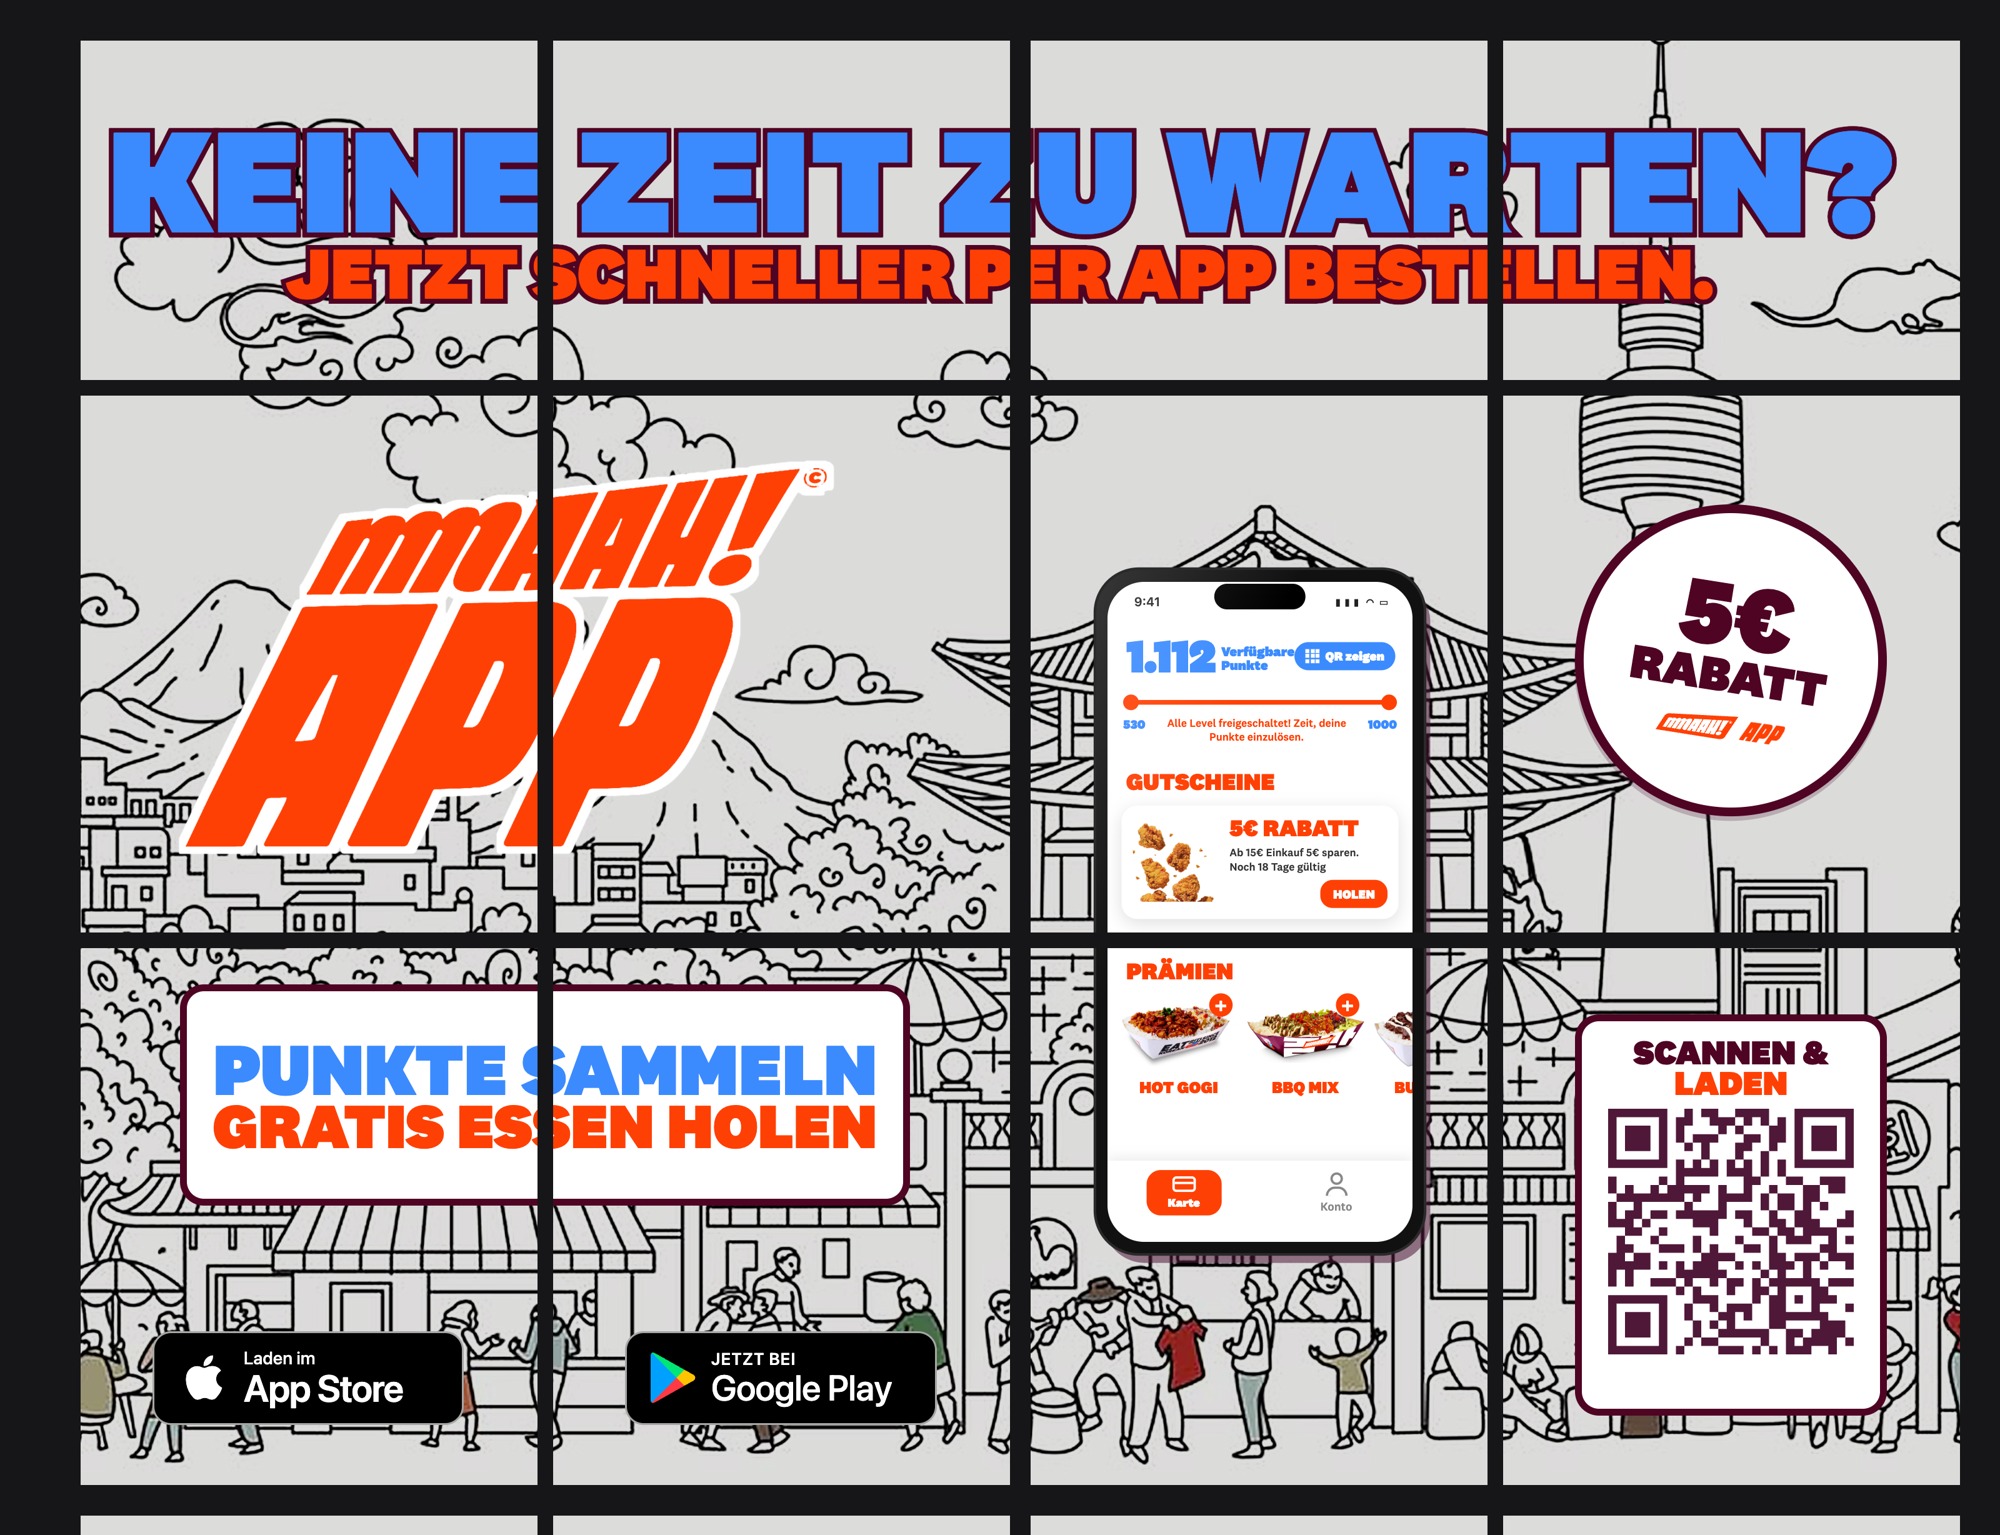 KEINE ZEIT ZU WARTEN?
JETZT SCHNELLER PER APP BESTELLEN.
mmAAH! ©
APP
9:41
1.112 Verfügbare Punkte
QR zeigen
530
Alle Level freigeschaltet! Zeit, deine
Punkte einzulösen.
1000
GUTSCHEINE
5€ RABATT
Ab 15€ Einkauf 5€ sparen.
Noch 18 Tage gültig
HOLEN
5€
RABATT
mmAAH! APP
PRÄMIEN
HOT GOGI
BBQ MIX
BU
Karte
Konto
PUNKTE SAMMELN
GRATIS ESSEN HOLEN
Laden im
App Store
JETZT BEI
Google Play
SCANNEN &
LADEN